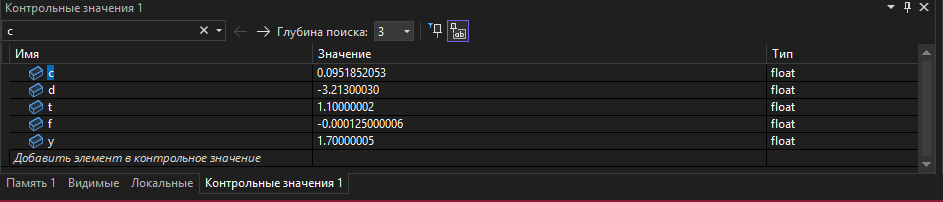 Контрольные значения 1
c Глубина поиска: 3
Имя Значение Тип
c 0.0951852053 float
d -3.21300030 float
t 1.10000002 float
f -0.000125000006 float
y 1.70000005 float
Добавить элемент в контрольное значение
Память 1 Видимые Локальные Контрольные значения 1